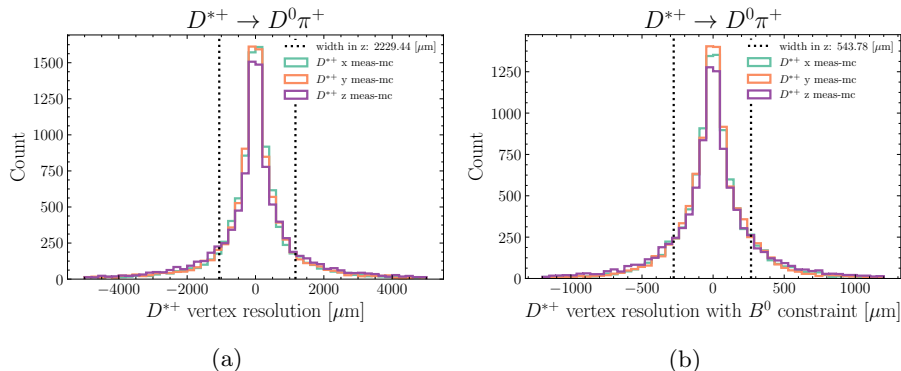 D*+ → D0π+
width in z: 2229.44 [μm]
D*+ x meas-mc
D*+ y meas-mc
D*+ z meas-mc
Count
1500
1250
1000
750
500
250
0
−4000 −2000 0 2000 4000
D*+ vertex resolution [μm]
(a)
D*+ → D0π+
width in z: 543.78 [μm]
D*+ x meas-mc
D*+ y meas-mc
D*+ z meas-mc
Count
1250
1000
750
500
250
0
−1000 −500 0 500 1000
D*+ vertex resolution with B0 constraint [μm]
(b)